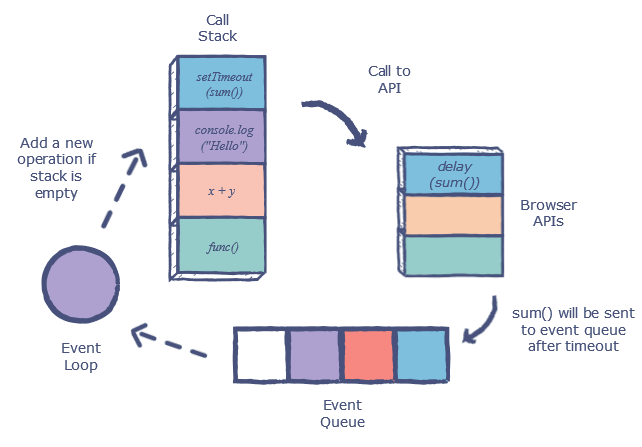 Call
Stack
setTimeout
(sum())
console.log
("Hello")
x + y
func()
Call to
API
Add a new
operation if
stack is
empty
delay
(sum())
Browser
APIs
Event
Loop
sum() will be sent
to event queue
after timeout
Event
Queue